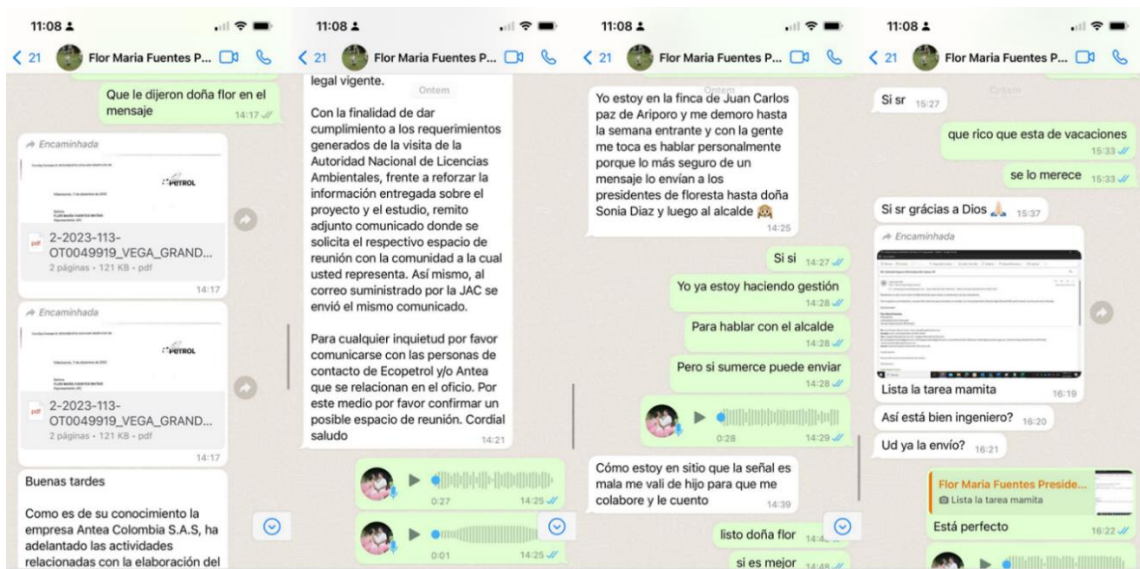 11:08
21
Flor Maria Fuentes P...
Que le dijeron doña flor en el
mensaje
14:17
Encaminhada
PETROL
pdf
2-2023-113-
OT0049919_VEGA_GRAND...
2 páginas • 121 KB • pdf
14:17
Encaminhada
PETROL
pdf
2-2023-113-
OT0049919_VEGA_GRAND...
2 páginas • 121 KB • pdf
14:17
Buenas tardes
Como es de su conocimiento la
empresa Antea Colombia S.A.S, ha
adelantado las actividades
relacionadas con la elaboración del
11:08
21
Flor Maria Fuentes P...
legal vigente.
Ontem
Con la finalidad de dar
cumplimiento a los requerimientos
generados de la visita de la
Autoridad Nacional de Licencias
Ambientales, frente a reforzar la
información entregada sobre el
proyecto y el estudio, remito
adjunto comunicado donde se
solicita el respectivo espacio de
reunión con la comunidad a la cual
usted representa. Así mismo, al
correo suministrado por la JAC se
envió el mismo comunicado.
Para cualquier inquietud por favor
comunicarse con las personas de
contacto de Ecopetrol y/o Antea
que se relacionan en el oficio. Por
este medio por favor confirmar un
posible espacio de reunión. Cordial
saludo
14:21
0:27
14:25
0:01
14:25
11:08
21
Flor Maria Fuentes P...
Ontem
Yo estoy en la finca de Juan Carlos
paz de Ariporo y me demoro hasta
la semana entrante y con la gente
me toca es hablar personalmente
porque lo más seguro de un
mensaje lo envían a los
presidentes de floresta hasta doña
Sonia Diaz y luego al alcalde
14:25
Si si 14:27
Yo ya estoy haciendo gestión
14:28
Para hablar con el alcalde
14:28
Pero si sumerce puede enviar
14:28
0:28
14:29
Cómo estoy en sitio que la señal es
mala me vali de hijo para que me
colabore y le cuento
14:39
listo doña flor
si es mejor 14:48
11:08
21
Flor Maria Fuentes P...
Ontem
Si sr 15:27
que rico que esta de vacaciones
15:33
se lo merece 15:33
Si sr grácias a Dios 15:37
Encaminhada
Lista la tarea mamita
16:19
Así está bien ingeniero? 16:20
Ud ya la envío? 16:21
Flor Maria Fuentes Preside...
Lista la tarea mamita
Está perfecto
16:22